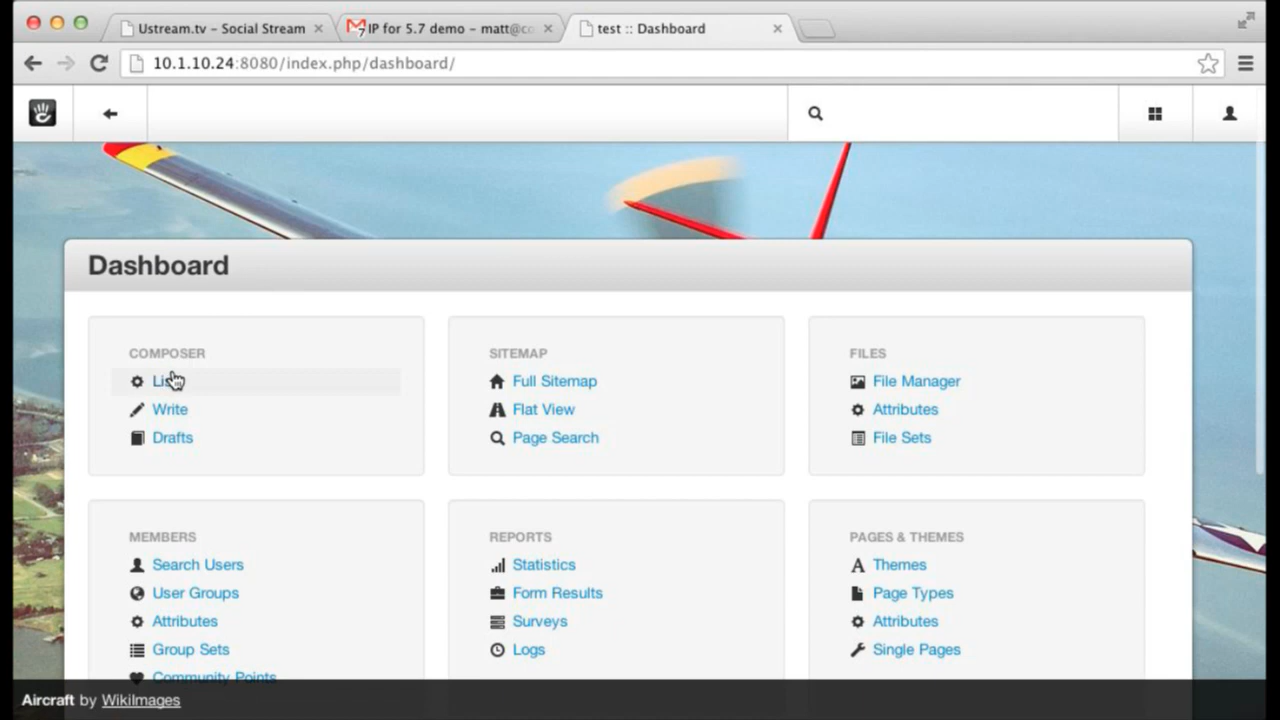 Ustream.tv – Social Stream
IP for 5.7 demo – matt@co
test :: Dashboard
10.1.10.24:8080/index.php/dashboard/
Dashboard
COMPOSER
Write
Drafts
SITEMAP
Full Sitemap
Flat View
Page Search
FILES
File Manager
Attributes
File Sets
MEMBERS
Search Users
User Groups
Attributes
Group Sets
Community Points
REPORTS
Statistics
Form Results
Surveys
Logs
PAGES & THEMES
Themes
Page Types
Attributes
Single Pages
Aircraft by WikiImages